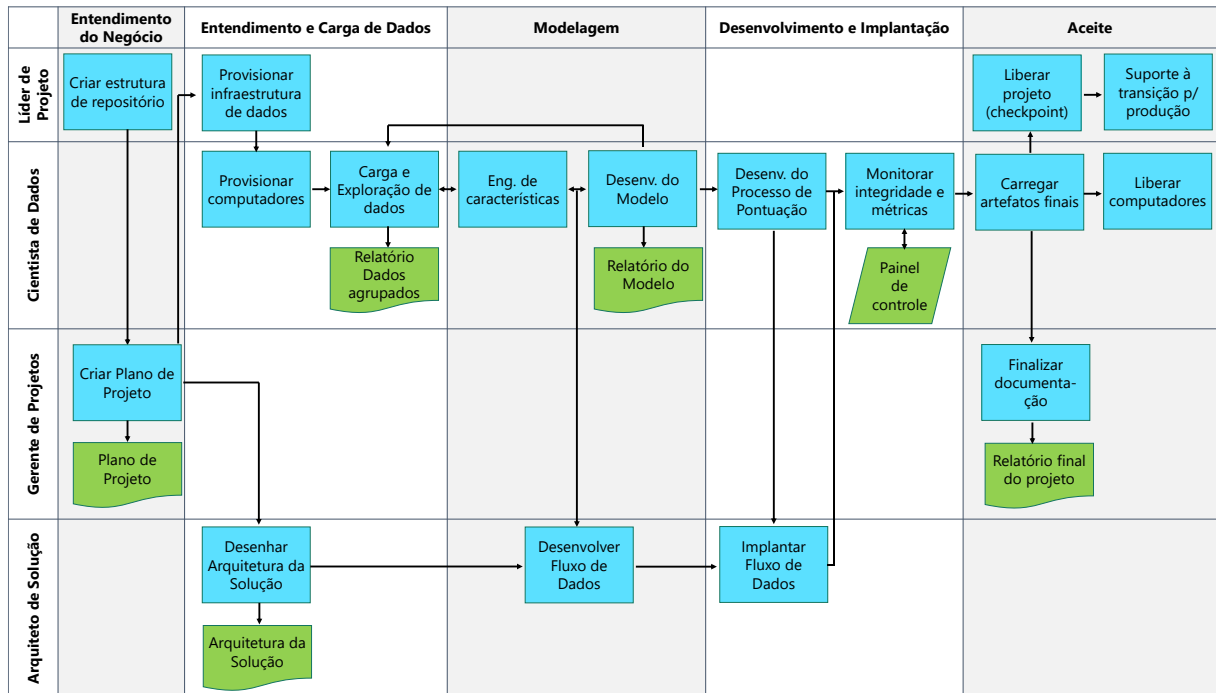 Entendimento
do Negócio
Entendimento e Carga de Dados
Modelagem
Desenvolvimento e Implantação
Aceite
Líder de
Projeto
Criar estrutura
de repositório
Provisionar
infraestrutura
de dados
Liberar
projeto
(checkpoint)
Suporte à
transição p/
produção
Cientista de Dados
Provisionar
computadores
Carga e
Exploração de
dados
Eng. de
características
Desenv. do
Modelo
Desenv. do
Processo de
Pontuação
Monitorar
integridade e
métricas
Carregar
artefatos finais
Liberar
computadores
Relatório
Dados
agrupados
Relatório do
Modelo
Painel
de
controle
Gerente de Projetos
Criar Plano de
Projeto
Finalizar
documenta-
ção
Plano de
Projeto
Relatório final
do projeto
Arquiteto de Solução
Desenhar
Arquitetura da
Solução
Desenvolver
Fluxo de
Dados
Implantar
Fluxo de
Dados
Arquitetura da
Solução